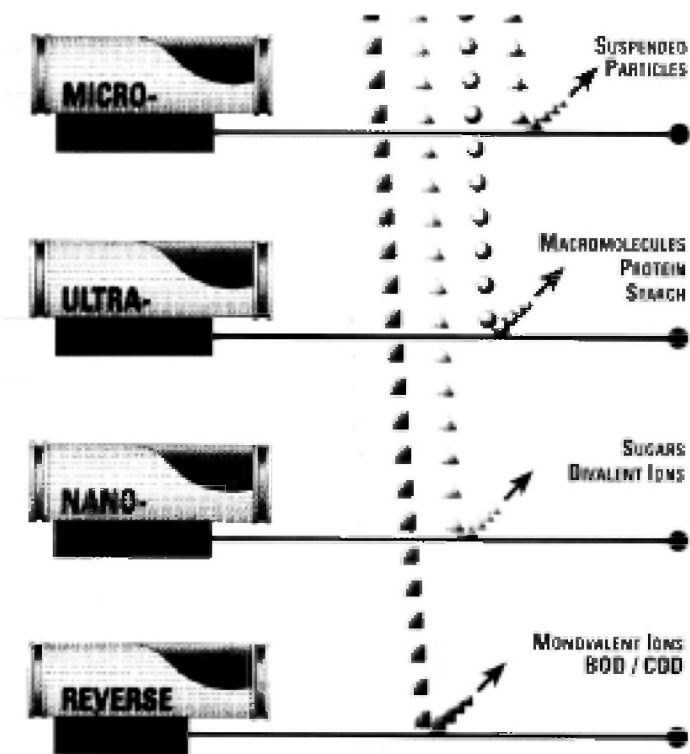 MICRO-
SUSPENDED
PARTICLES
ULTRA-
MACROMOLECULES
PROTEIN
STARCH
NANO-
SUGARS
DIVALENT IONS
REVERSE
MONOVALENT IONS
BOD / COD